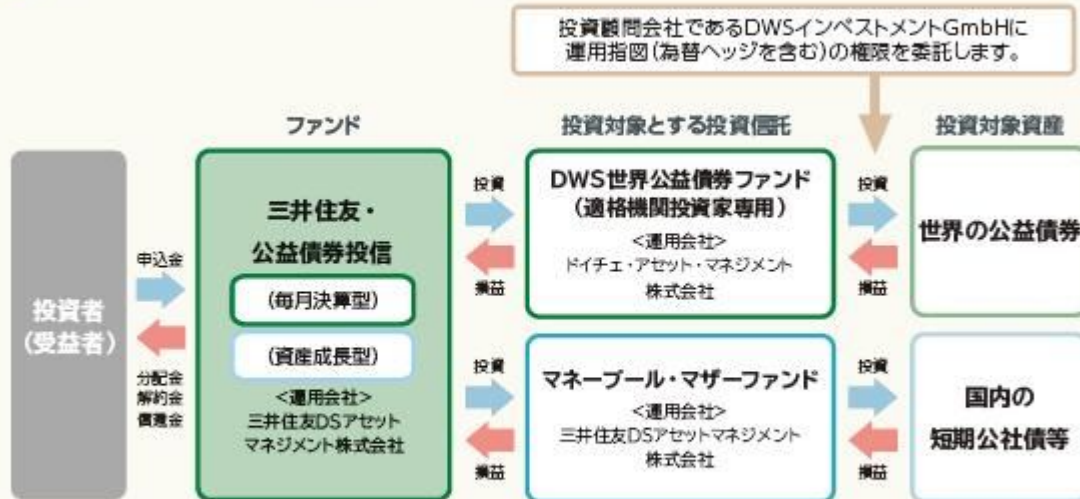 投資顧問会社であるDWSインベストメントGmbHに
運用指図(為替ヘッジを含む)の権限を委託します。
ファンド
投資対象とする投資信託
投資対象資産
投資者
(受益者)
申込金
分配金
解約金
償還金
三井住友・
公益債券投信
(毎月決算型)
(資産成長型)
<運用会社>
三井住友DSアセット
マネジメント株式会社
投資
損益
投資
損益
DWS世界公益債券ファンド
(適格機関投資家専用)
<運用会社>
ドイチェ・アセット・マネジメント
株式会社
マネープール・マザーファンド
<運用会社>
三井住友DSアセットマネジメント
株式会社
投資
損益
投資
損益
世界の公益債券
国内の
短期公社債等